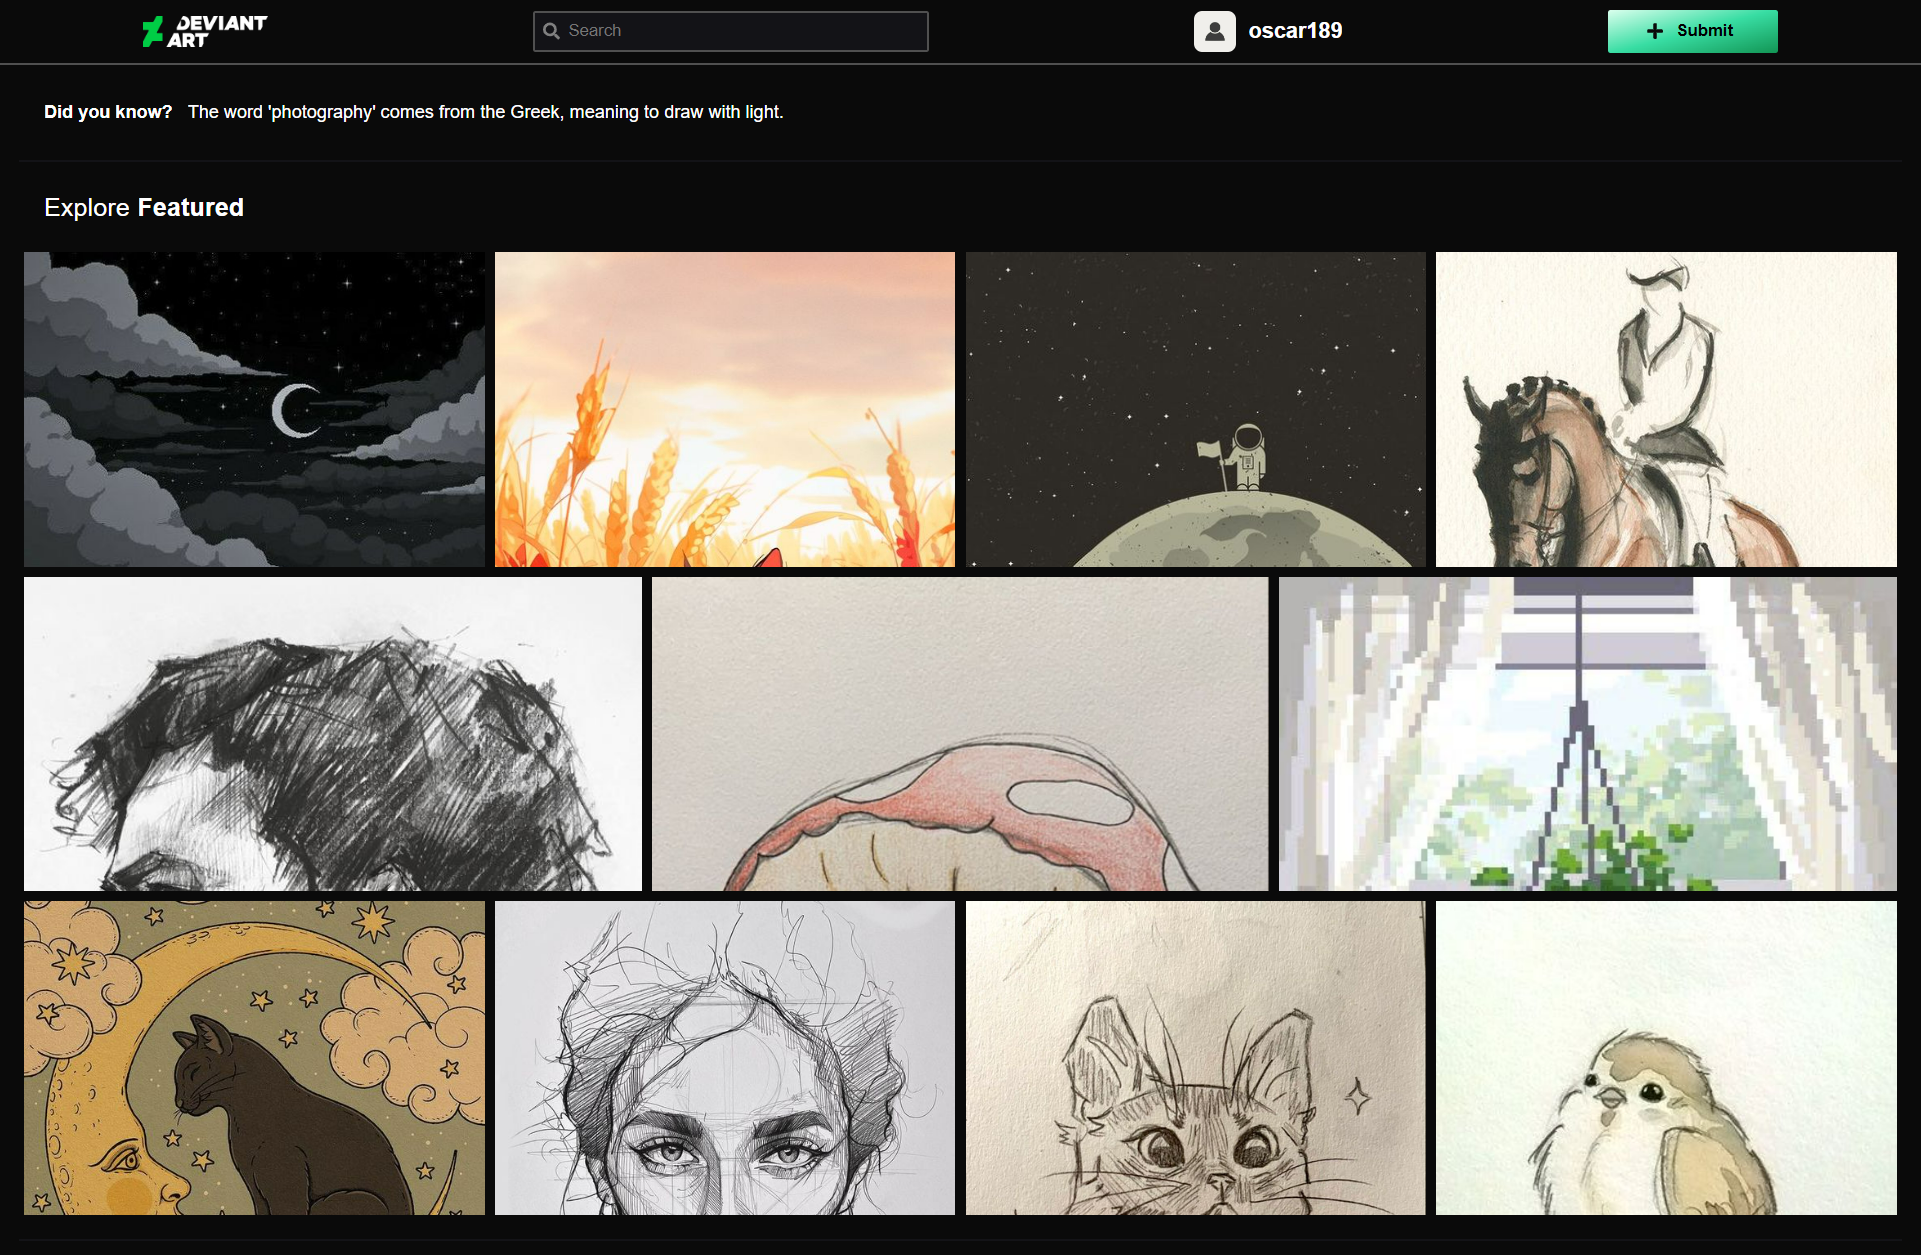 DEVIANT
ART
Search
oscar189
Submit
Did you know? The word 'photography' comes from the Greek, meaning to draw with light.
Explore Featured